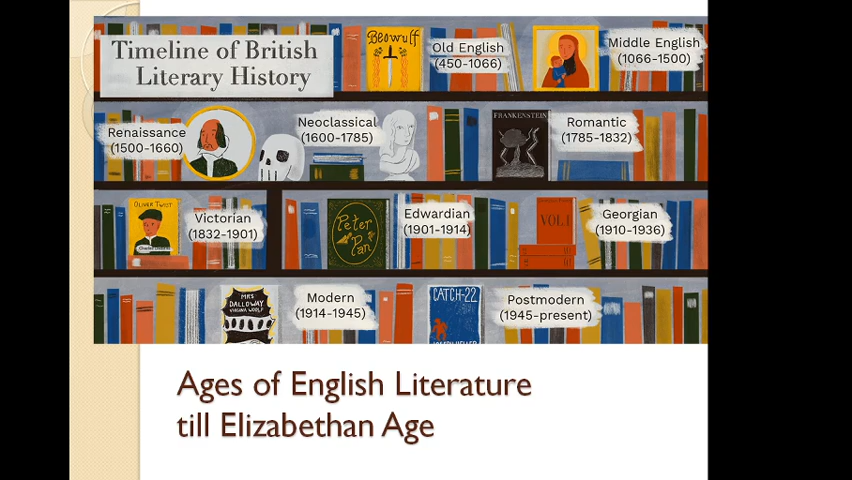 Timeline of British
Literary History
Beowulf
Old English
(450-1066)
Middle English
(1066-1500)
Renaissance
(1500-1660)
Neoclassical
(1600-1785)
FRANKENSTEIN
Romantic
(1785-1832)
OLIVER TWIST
Victorian
(1832-1901)
Peter
Pan
Edwardian
(1901-1914)
VOL I
Georgian
(1910-1936)
MRS
DALLOWAY
VIRGINIA WOOLF
Modern
(1914-1945)
CATCH-22
JOSEPH HELLER
Postmodern
(1945-present)
Ages of English Literature
till Elizabethan Age